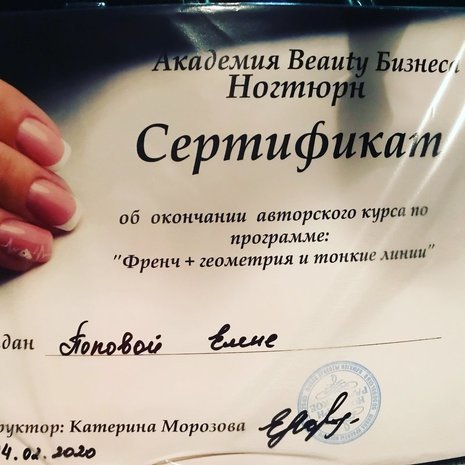 Академия Beauty Бизнеса
Ногтюрн
Сертификат
об окончании авторского курса по
программе:
"Френч + геометрия и тонкие линии"
дан Поповой Елене
руктор: Катерина Морозова
4.02.2020